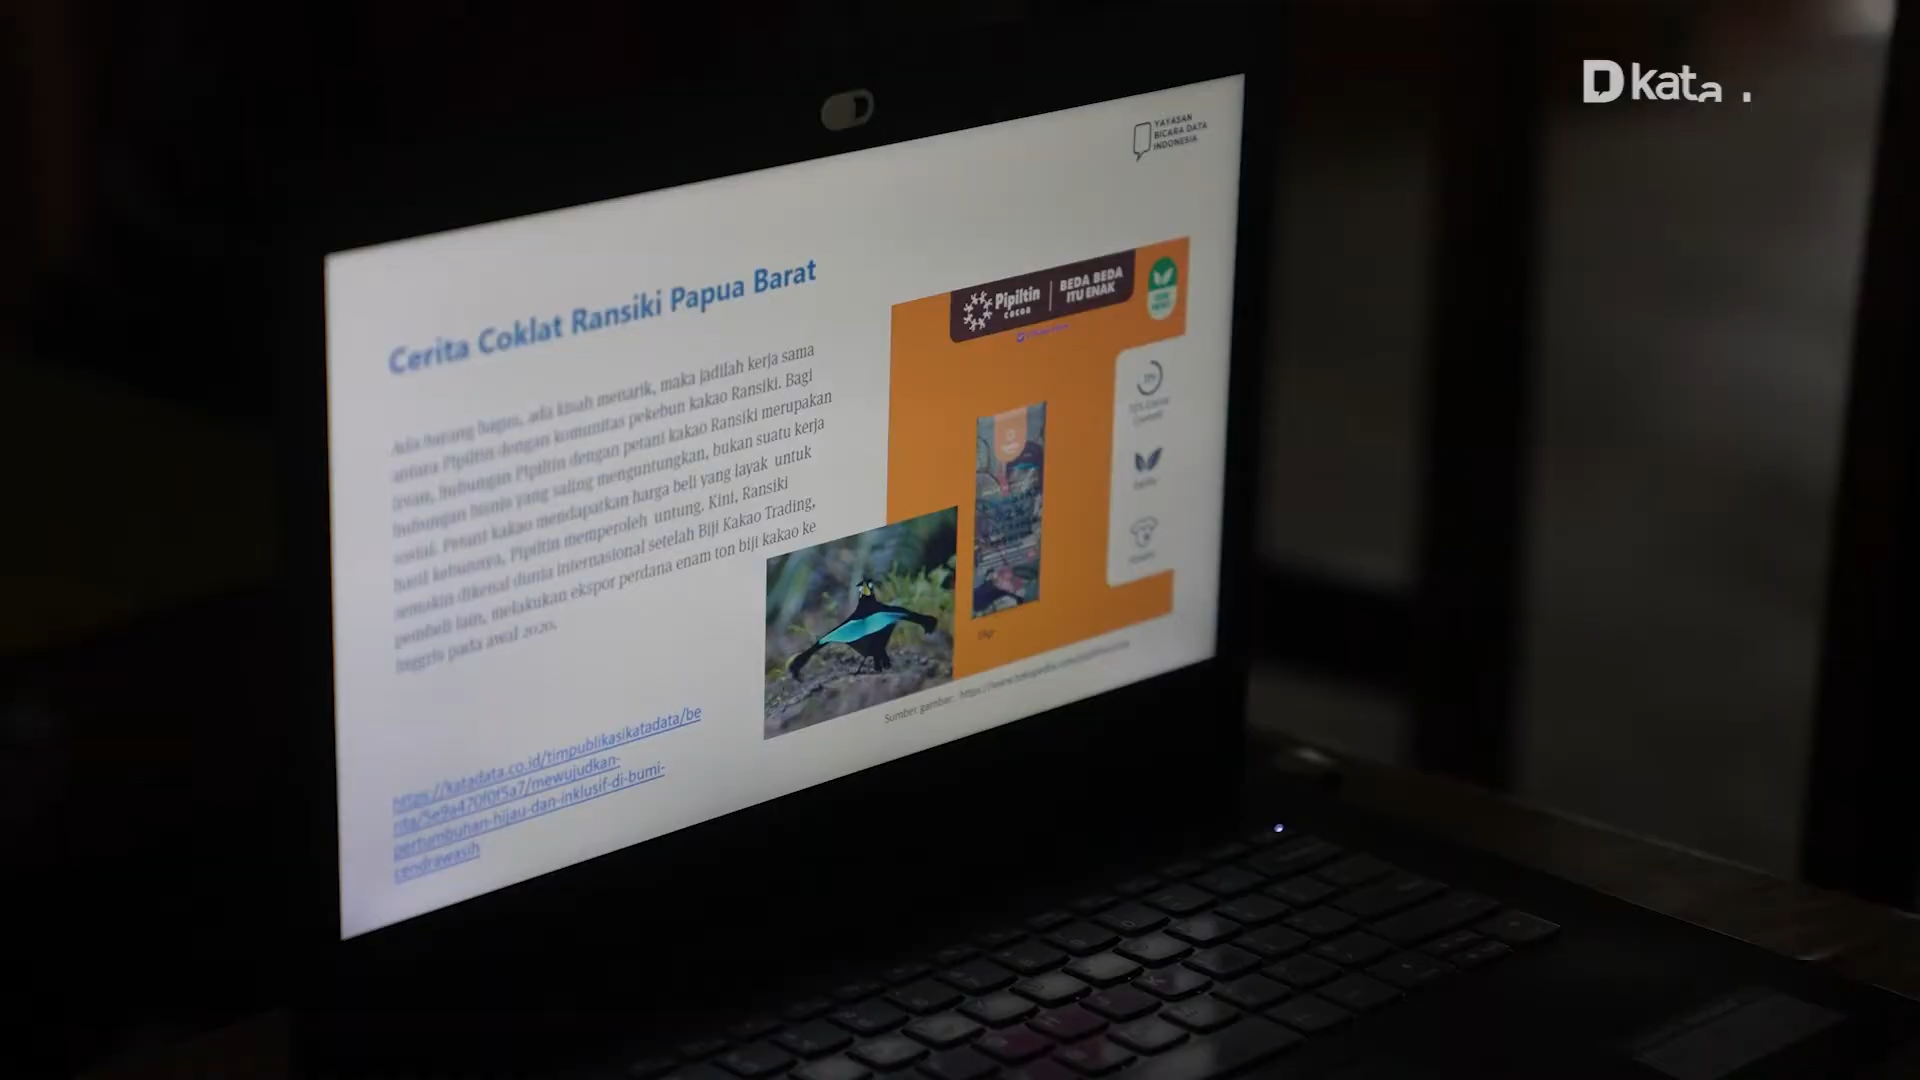 Dkata
YAYASAN
BICARA DATA
INDONESIA
Cerita Coklat Ransiki Papua Barat
Ada barang bagus, ada kisah menarik, maka jadilah kerja sama
antara Pipiltin dengan komunitas pekebun kakao Ransiki. Bagi
Irvan, hubungan Pipiltin dengan petani kakao Ransiki merupakan
hubungan bisnis yang saling menguntungkan, bukan suatu kerja
sosial. Petani kakao mendapatkan harga beli yang layak untuk
hasil kebunnya, Pipiltin memperoleh untung. Kini, Ransiki
semakin dikenal dunia internasional setelah Biji Kakao Trading,
pembeli lain, melakukan ekspor perdana enam ton biji kakao ke
Inggris pada awal 2020.
https://katadata.co.id/timpublikasikatadata/be
rita/5e9a470f0f5a7/mewujudkan-
pertumbuhan-hijau-dan-inklusif-di-bumi-
cendrawasih
Pipiltin
COCOA
BEDA BEDA
ITU ENAK
Sumber gambar: